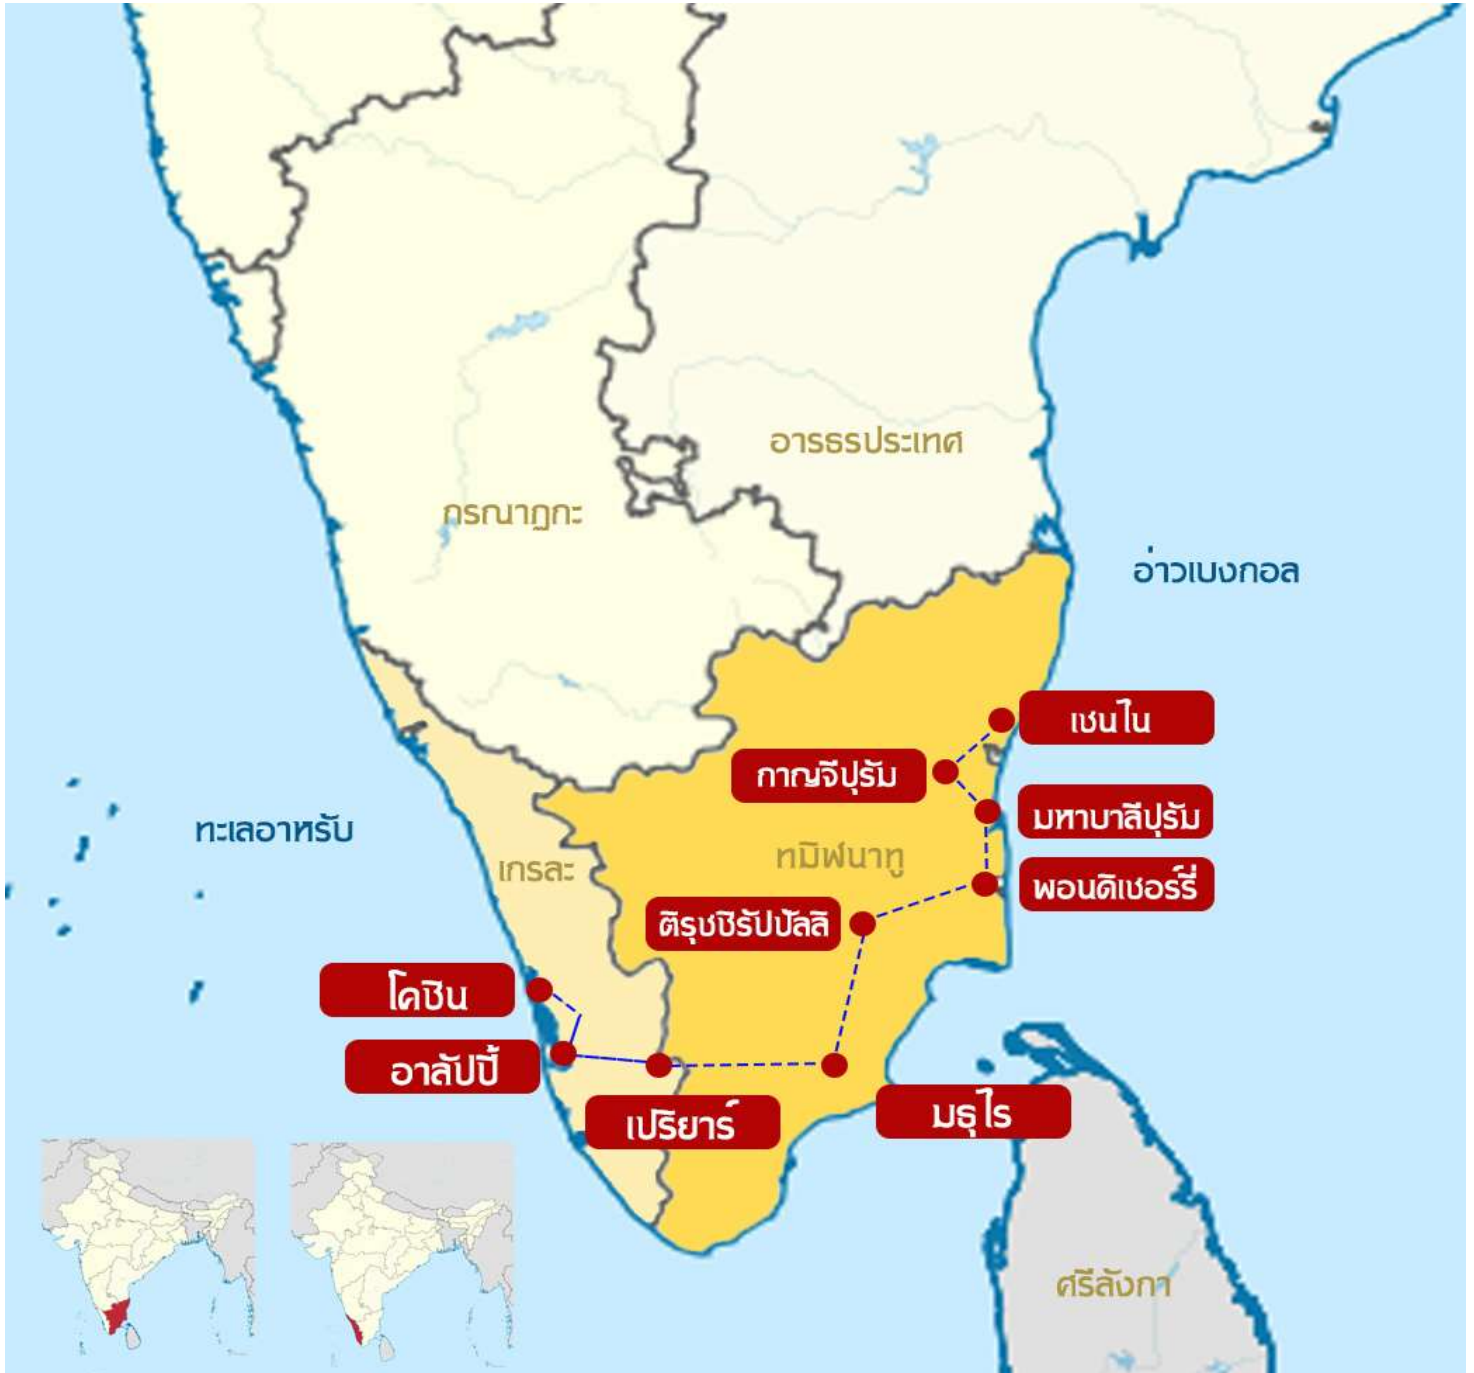 อารธรประเทศ
กรณาฏกะ
อ่าวเบงกอล
เชนไน
กาญจีปุรัม
มหาบาลีปุรัม
ทะเลอาหรับ
ทมิฬนาทู
เกรละ
พอนดิเชอร์รี่
ติรุชชิรัปปัลลิ
โคชิน
อาลัปปี้
มธุไร
เปริยาร์
ศรีลังกา